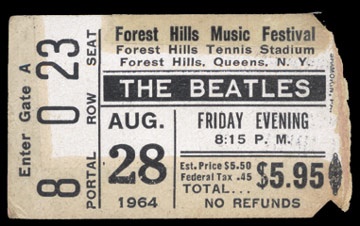 Enter Gate A
8 0 23
PORTAL ROW SEAT
Forest Hills Music Festival
Forest Hills Tennis Stadium
Forest Hills, Queens, N. Y.
THE BEATLES
AUG.
28
1964
FRIDAY EVENING
8:15 P. M.
Est. Price $5.50
Federal Tax .45
TOTAL... $5.95
NO REFUNDS